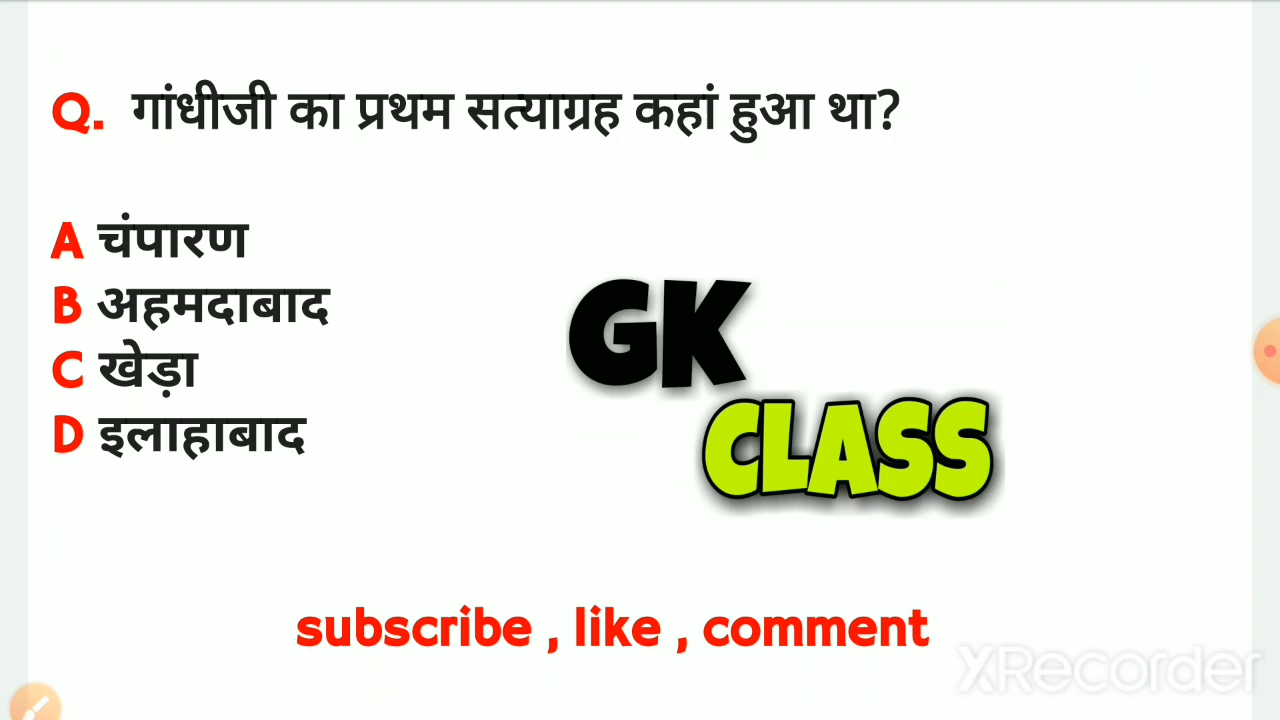 Q. गांधीजी का प्रथम सत्याग्रह कहां हुआ था?
A चंपारण
B अहमदाबाद
C खेड़ा
D इलाहाबाद
GK
CLASS
subscribe , like , comment
XRecorder